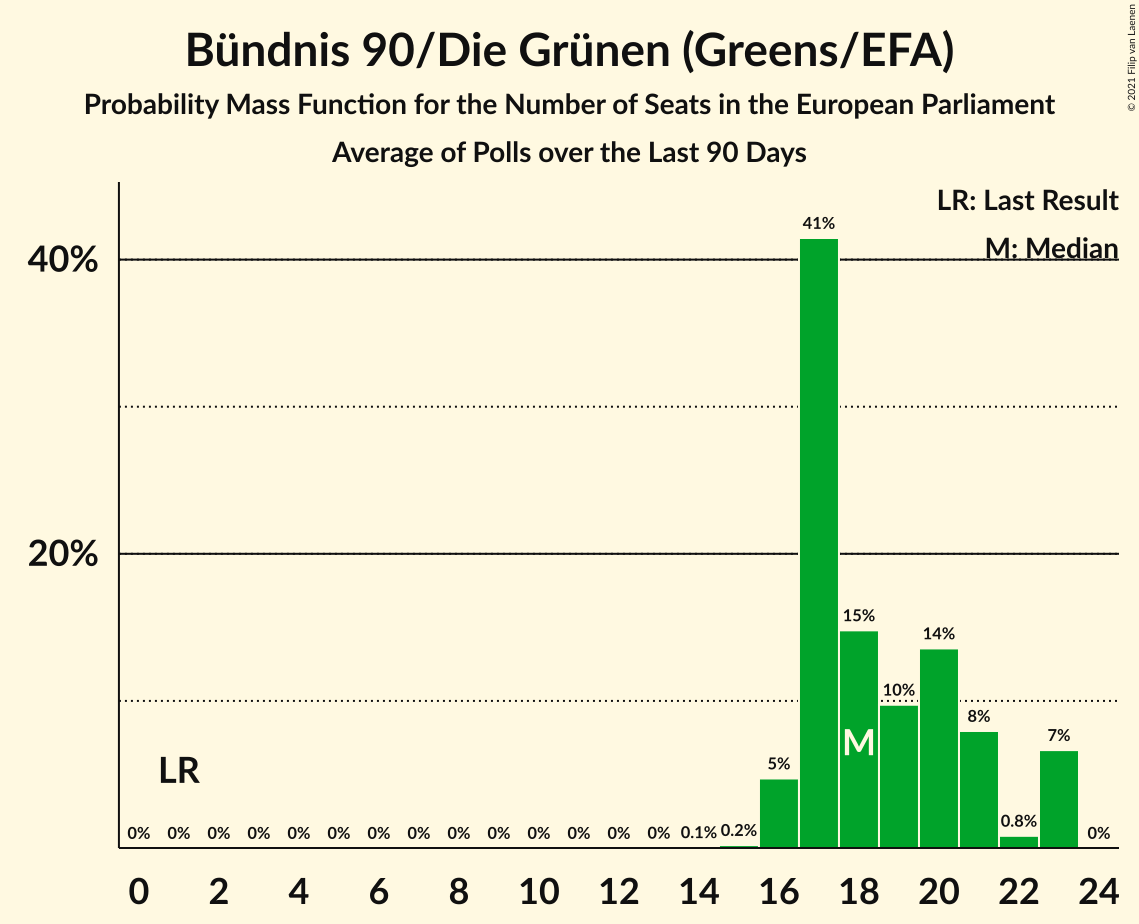 Bündnis 90/Die Grünen (Greens/EFA)
Probability Mass Function for the Number of Seats in the European Parliament
Average of Polls over the Last 90 Days
© 2021 Filip van Laenen
LR: Last Result
M: Median
40%
20%
41%
15%
14%
10%
8%
M
5%
7%
LR
0% 0% 0% 0% 0% 0% 0% 0% 0% 0% 0% 0% 0% 0% 0.1% 0.2% 0.8% 0%
0 2 4 6 8 10 12 14 16 18 20 22 24